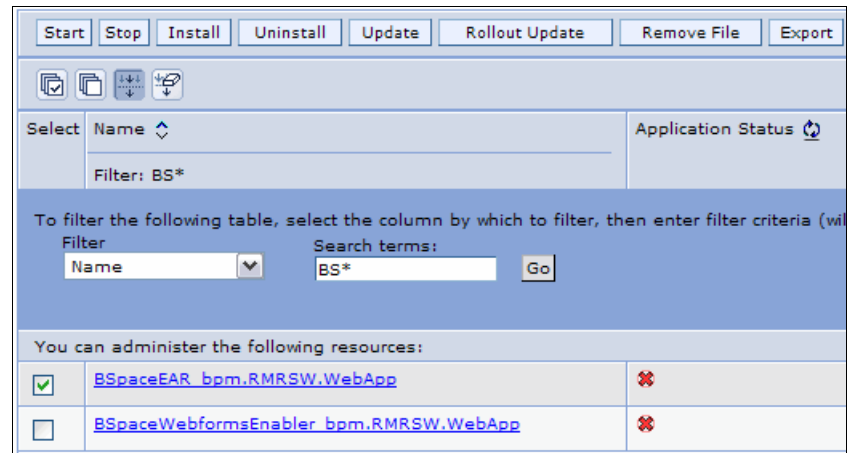 Start Stop Install Uninstall Update Rollout Update Remove File Export
Select Name Application Status
Filter: BS*
To filter the following table, select the column by which to filter, then enter filter criteria
Filter Search terms:
Name BS* Go
You can administer the following resources:
BSpaceEAR_bpm.RMRSW.WebApp
BSpaceWebformsEnabler_bpm.RMRSW.WebApp